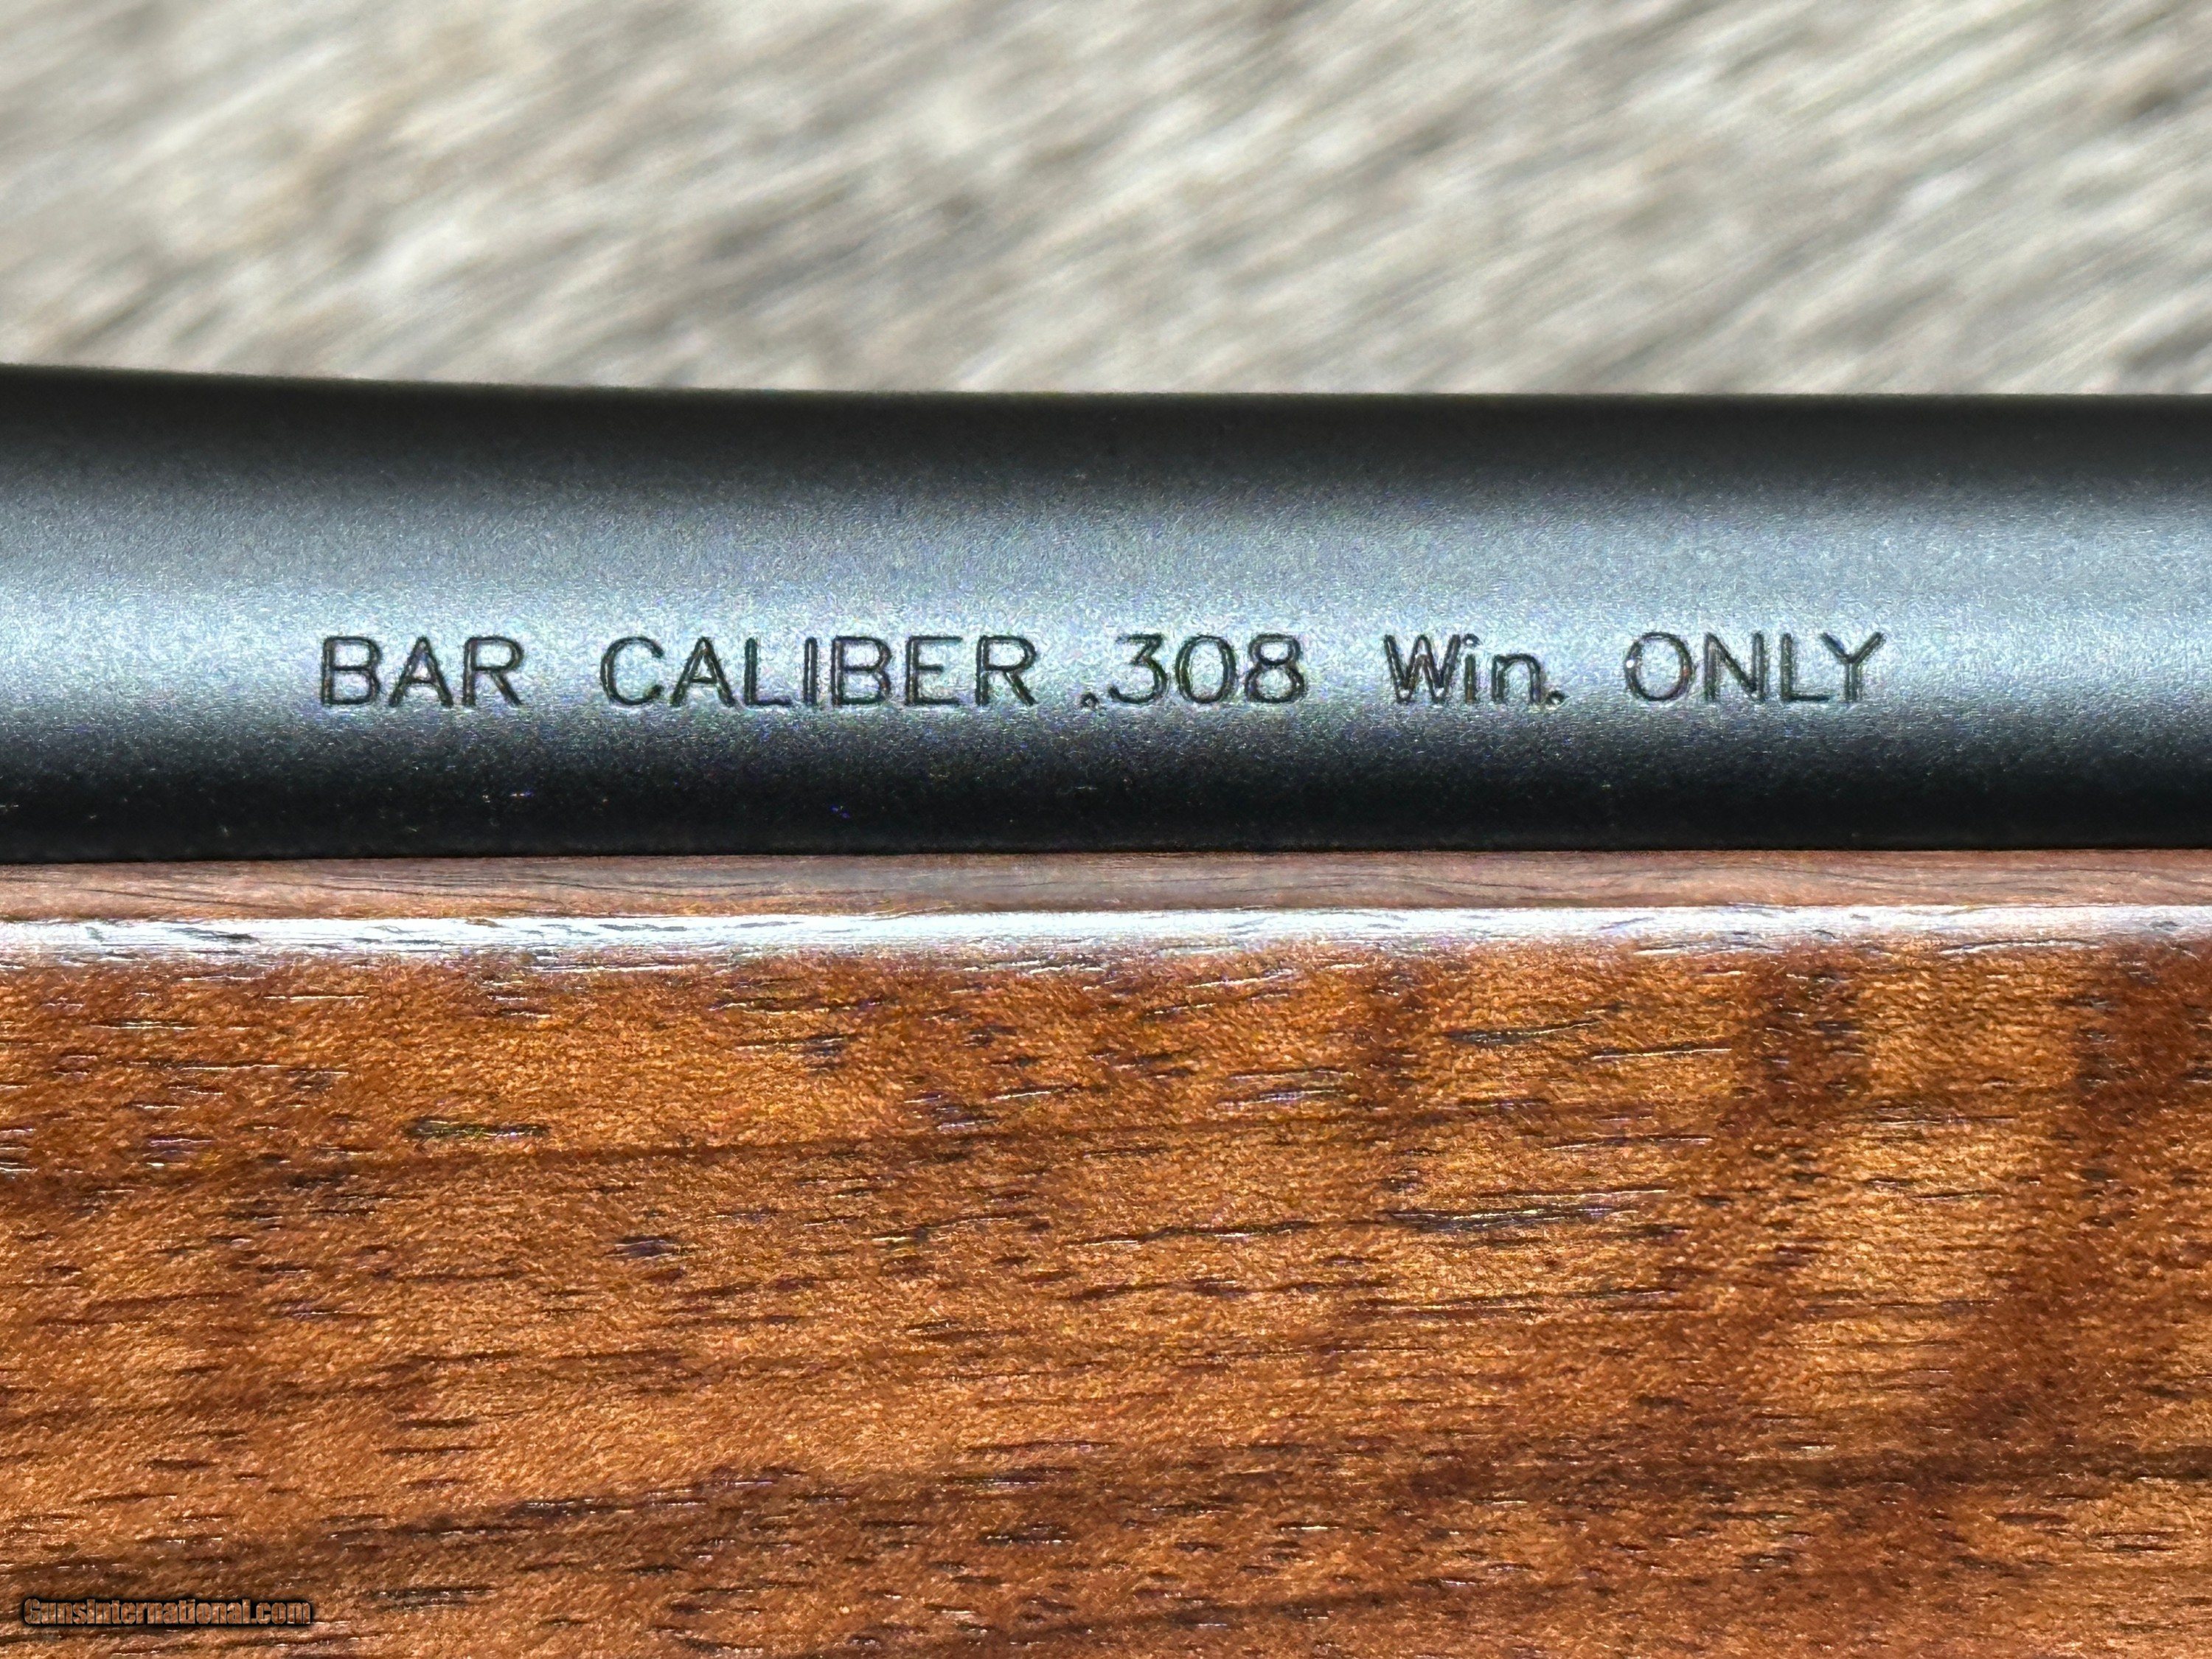 BAR CALIBER .308 Win. ONLY
GunsInternational.com